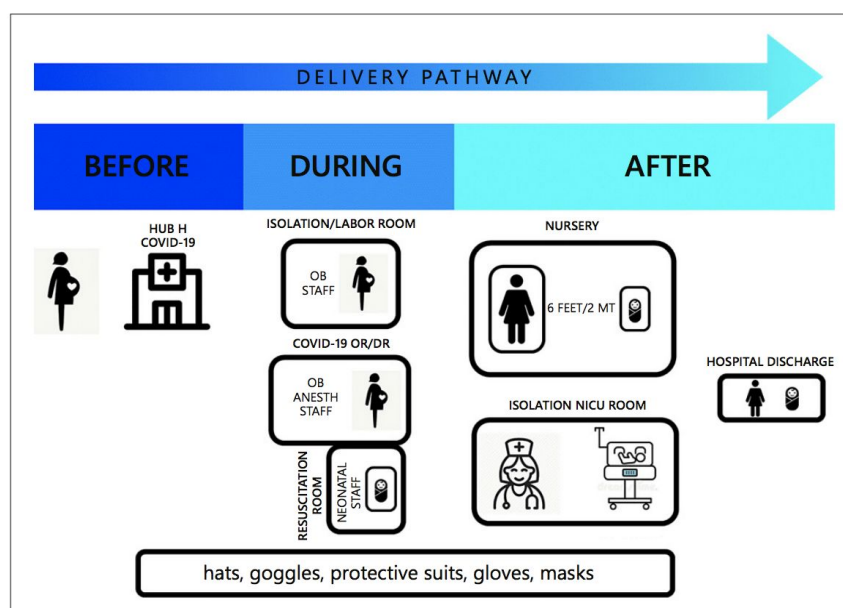 DELIVERY PATHWAY
BEFORE
DURING
AFTER
HUB H
COVID-19
ISOLATION/LABOR ROOM
OB
STAFF
COVID-19 OR/DR
OB
ANESTH
STAFF
RESUSCITATION
ROOM
NEONATAL
STAFF
NURSERY
6 FEET/2 MT
ISOLATION NICU ROOM
HOSPITAL DISCHARGE
hats, goggles, protective suits, gloves, masks